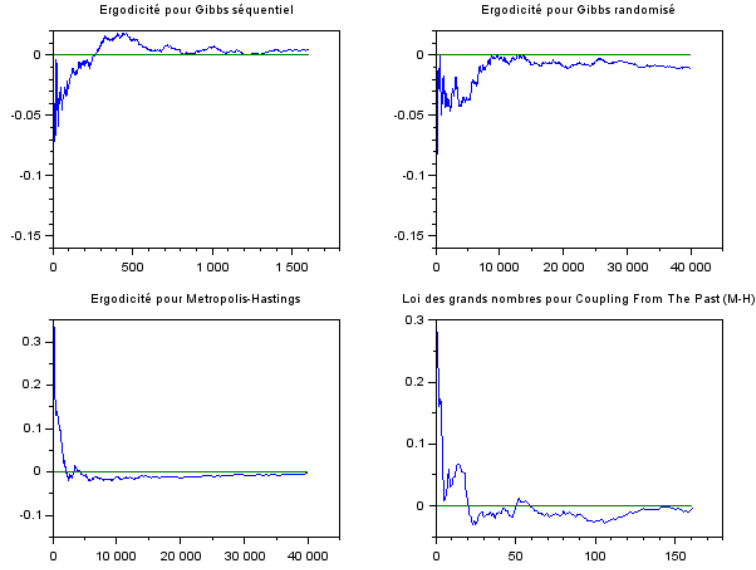 Ergodicité pour Gibbs séquentiel
0
-0.05
-0.1
-0.15
0 500 1 000 1 500
Ergodicité pour Gibbs randomisé
0
-0.05
-0.1
-0.15
0 10 000 20 000 30 000 40 000
Ergodicité pour Metropolis-Hastings
0.3
0.2
0.1
0
-0.1
0 10 000 20 000 30 000 40 000
Loi des grands nombres pour Coupling From The Past (M-H)
0.3
0.2
0.1
0
0 50 100 150